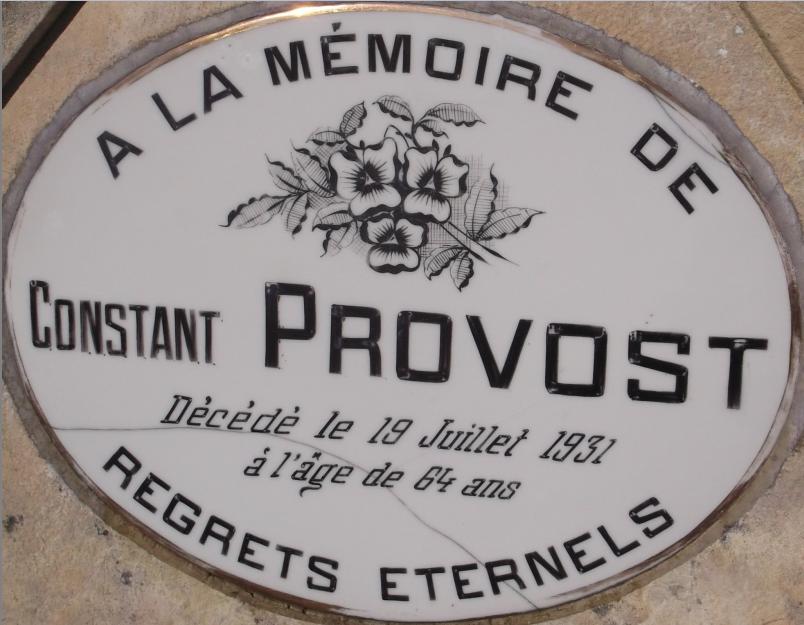 A LA MÉMOIRE DE
CONSTANT PROVOST
Décédé le 19 Juillet 1931
à l'âge de 64 ans
REGRETS ETERNELS